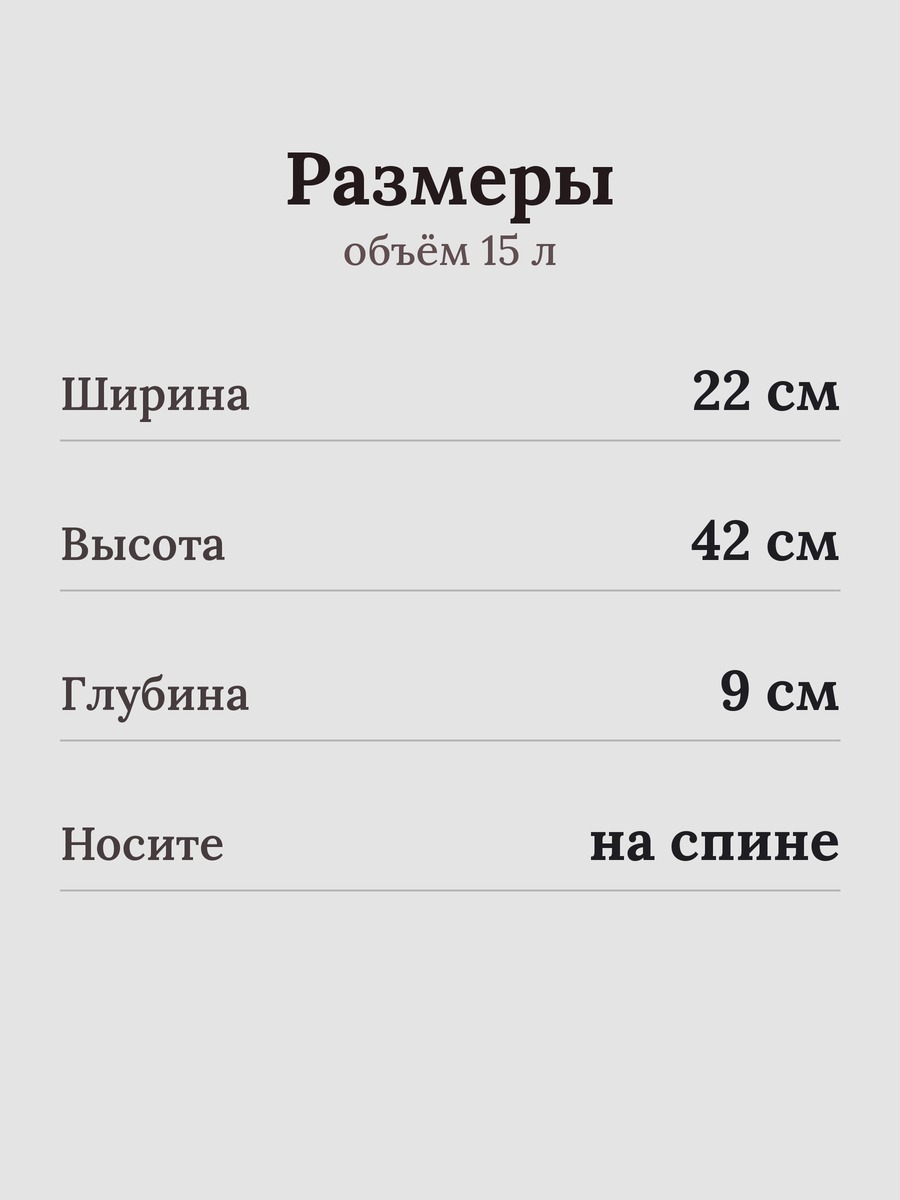 Размеры
объём 15 л
Ширина 22 см
Высота 42 см
Глубина 9 см
Носите на спине